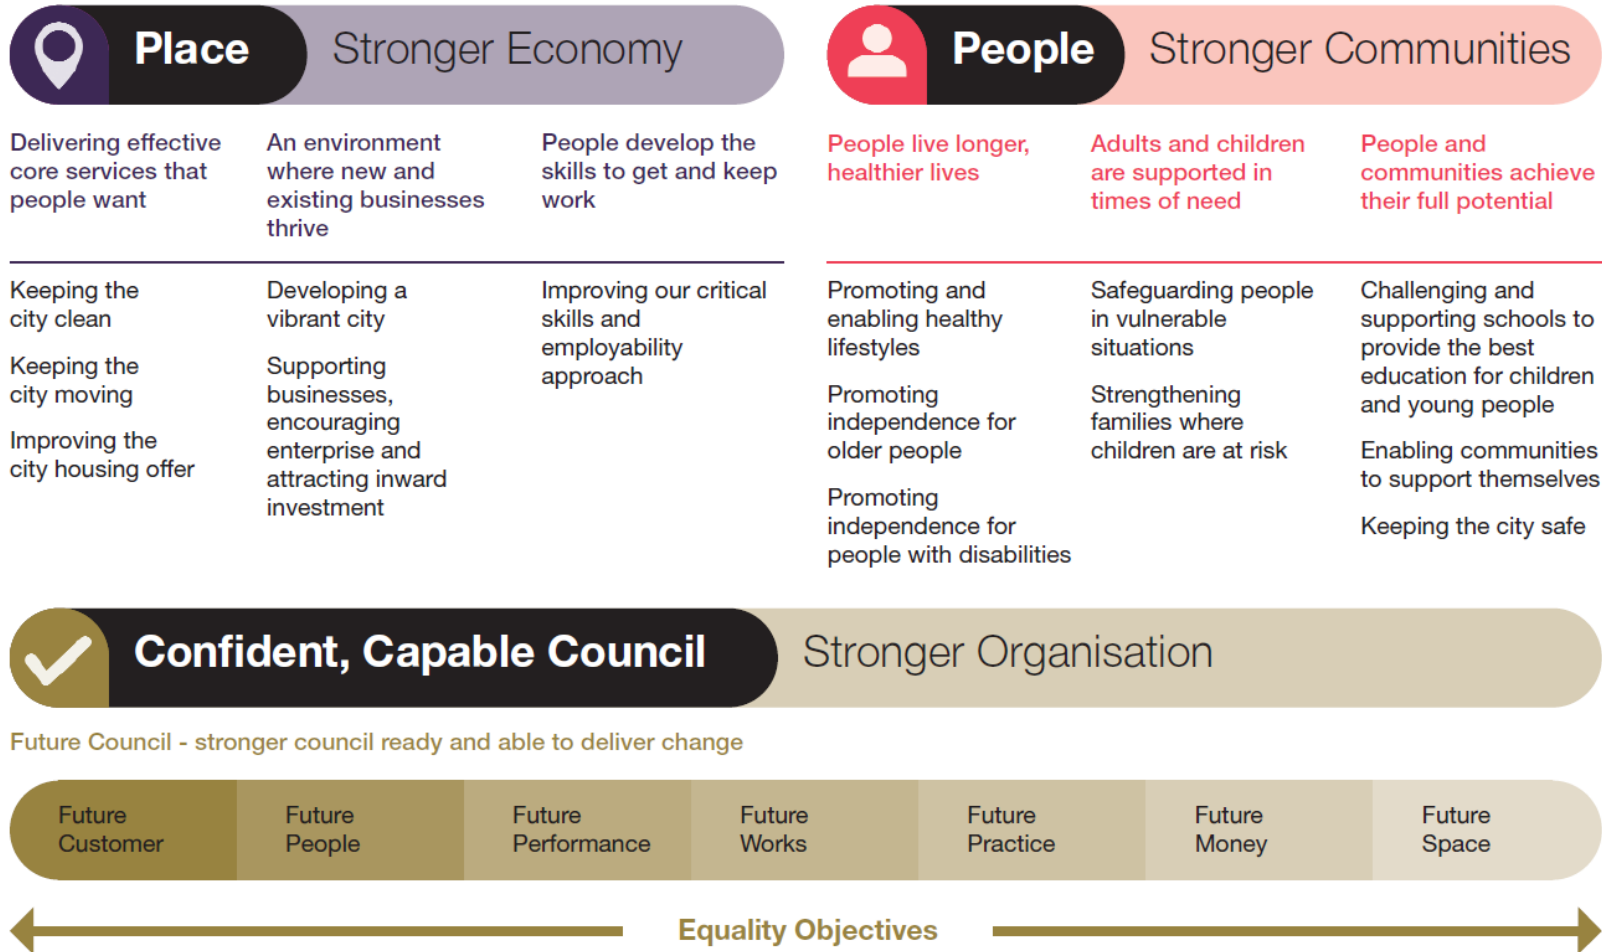 Place
Stronger Economy
Delivering effective
core services that
people want
An environment
where new and
existing businesses
thrive
People develop the
skills to get and keep
work
Keeping the
city clean
Keeping the
city moving
Improving the
city housing offer
Developing a
vibrant city
Supporting
businesses,
encouraging
enterprise and
attracting inward
investment
Improving our critical
skills and
employability
approach
People
Stronger Communities
People live longer,
healthier lives
Adults and children
are supported in
times of need
People and
communities achieve
their full potential
Promoting and
enabling healthy
lifestyles
Promoting
independence for
older people
Promoting
independence for
people with disabilities
Safeguarding people
in vulnerable
situations
Strengthening
families where
children are at risk
Challenging and
supporting schools to
provide the best
education for children
and young people
Enabling communities
to support themselves
Keeping the city safe
Confident, Capable Council
Stronger Organisation
Future Council - stronger council ready and able to deliver change
Future
Customer
Future
People
Future
Performance
Future
Works
Future
Practice
Future
Money
Future
Space
Equality Objectives